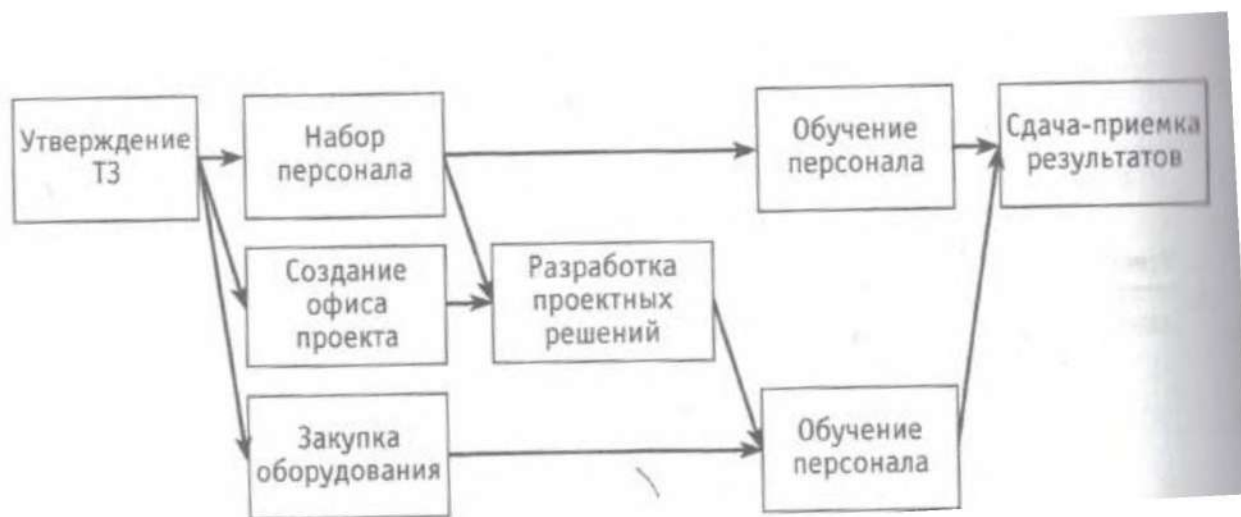 Утверждение
ТЗ
Набор
персонала
Обучение
персонала
Сдача-приемка
результатов
Создание
офиса
проекта
Разработка
проектных
решений
Закупка
оборудования
Обучение
персонала